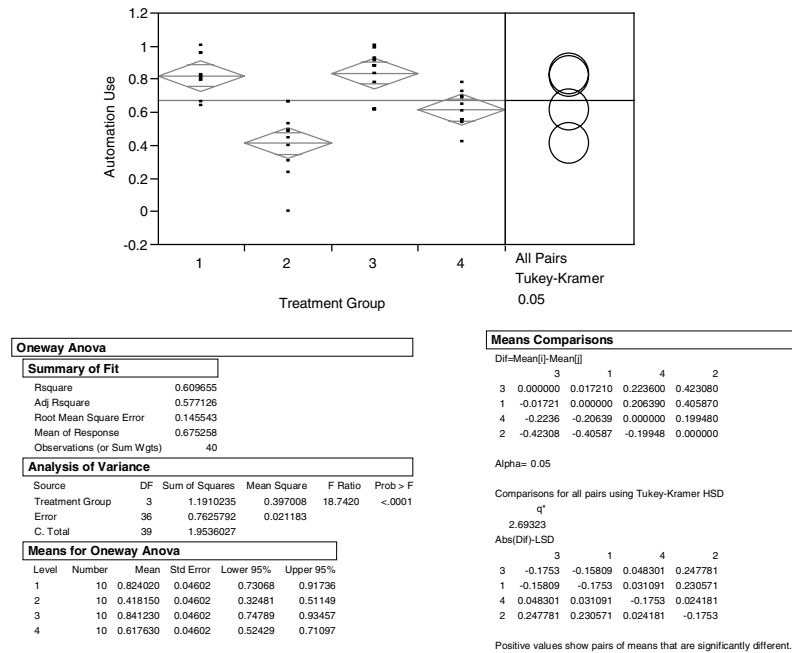 1.2
1
0.8
0.6
0.4
0.2
0
-0.2
Automation Use
1 2 3 4
Treatment Group
All Pairs
Tukey-Kramer
0.05
Oneway Anova
Summary of Fit
Rsquare 0.609655
Adj Rsquare 0.577126
Root Mean Square Error 0.145543
Mean of Response 0.675258
Observations (or Sum Wgts) 40
Analysis of Variance
Source DF Sum of Squares Mean Square F Ratio Prob > F
Treatment Group 3 1.1910235 0.397008 18.7420 <.0001
Error 36 0.7625792 0.021183
C. Total 39 1.9536027
Means for Oneway Anova
Level Number Mean Std Error Lower 95% Upper 95%
1 10 0.824020 0.04602 0.73068 0.91736
2 10 0.418150 0.04602 0.32481 0.51149
3 10 0.841230 0.04602 0.74789 0.93457
4 10 0.617630 0.04602 0.52429 0.71097
Means Comparisons
Dif=Mean[i]-Mean[j]
3 1 4 2
3 0.000000 0.017210 0.223600 0.423080
1 -0.01721 0.000000 0.206390 0.405870
4 -0.2236 -0.20639 0.000000 0.199480
2 -0.42308 -0.40587 -0.19948 0.000000
Alpha= 0.05
Comparisons for all pairs using Tukey-Kramer HSD
q*
2.69323
Abs(Dif)-LSD
3 1 4 2
3 -0.1753 -0.15809 0.048301 0.247781
1 -0.15809 -0.1753 0.031091 0.230571
4 0.048301 0.031091 -0.1753 0.024181
2 0.247781 0.230571 0.024181 -0.1753
Positive values show pairs of means that are significantly different.